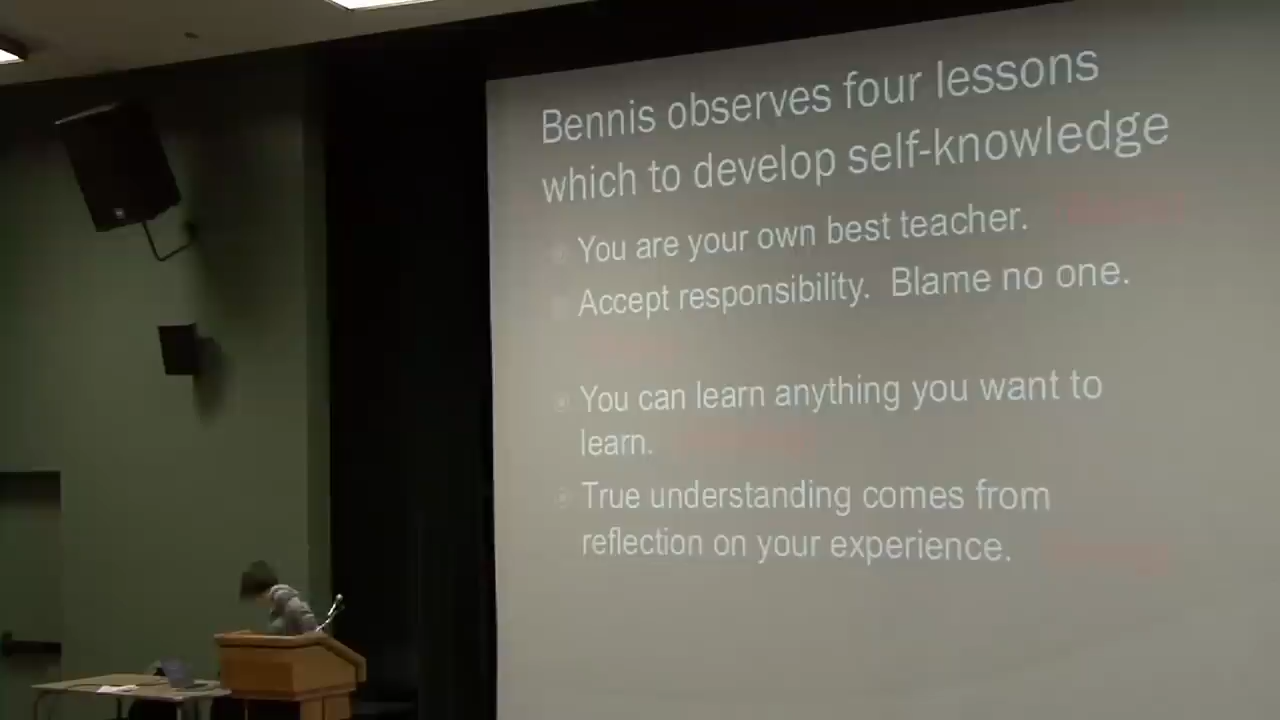 Bennis observes four lessons
which to develop self-knowledge
You are your own best teacher.
Accept responsibility.  Blame no one.
You can learn anything you want to
learn.
True understanding comes from
reflection on your experience.